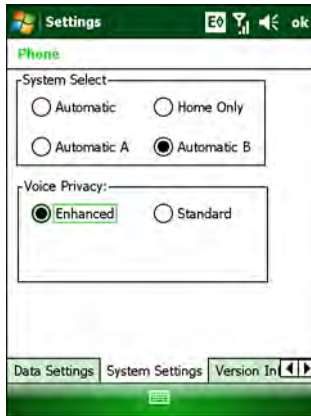 Settings
ok
Phone
System Select
Automatic
Home Only
Automatic A
Automatic B
Voice Privacy:
Enhanced
Standard
Data Settings
System Settings
Version